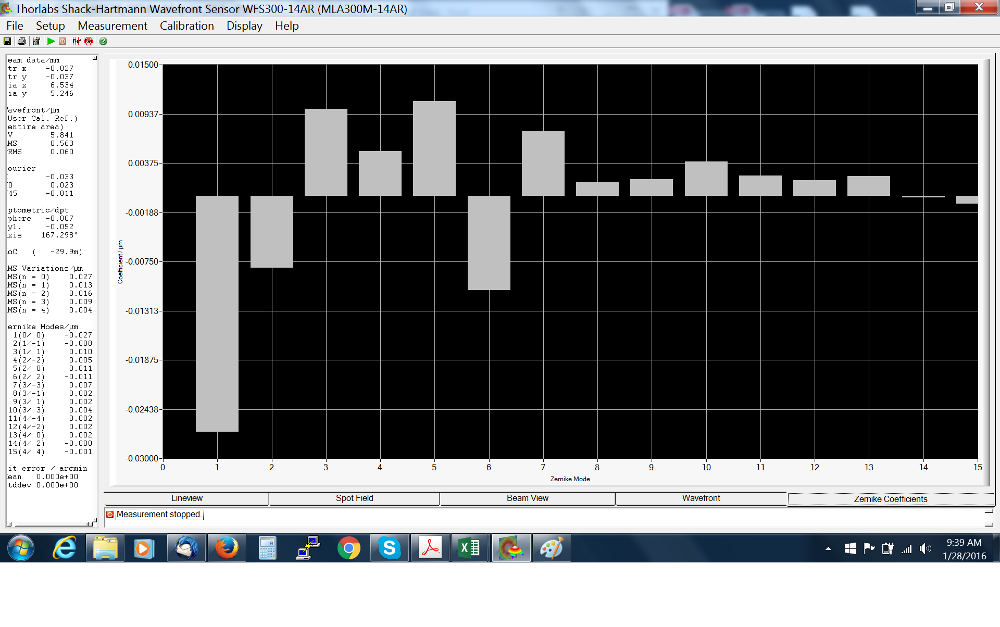 Thorlabs Shack-Hartmann Wavefront Sensor WFS300-14AR (MLA300M-14AR)
File Setup Measurement Calibration Display Help
eam data/mm
tr x -0.027
tr y -0.037
ia x 6.534
ia y 5.246
avefront/µm
User Cal. Ref.)
entire area)
V 5.841
MS 0.563
RMS 0.060
ourier
-0.033
0 0.023
45 -0.011
ptometric/dpt
phere -0.007
yl. -0.052
xis 167.298°
oC ( -29.9m)
MS Variations/µm
MS(n = 0) 0.027
MS(n = 1) 0.013
MS(n = 2) 0.016
MS(n = 3) 0.009
MS(n = 4) 0.004
ernike Modes/µm
1(0/ 0) -0.027
2(1/-1) -0.008
3(1/ 1) 0.010
4(2/-2) 0.005
5(2/ 0) 0.011
6(2/ 2) -0.011
7(3/-3) 0.007
8(3/-1) 0.002
9(3/ 1) 0.002
10(3/ 3) 0.004
11(4/-4) 0.002
12(4/-2) 0.002
13(4/ 0) 0.002
14(4/ 2) -0.000
15(4/ 4) -0.001
it error / arcmin
ean 0.000e+00
tddev 0.000e+00
0.01500
0.00937
0.00375
-0.00188
-0.00750
-0.01313
-0.01875
-0.02438
-0.03000
Coefficient / µm
0 1 2 3 4 5 6 7 8 9 10 11 12 13 14 15
Zernike Mode
Lineview Spot Field Beam View Wavefront Zernike Coefficients
Measurement stopped.
9:39 AM
1/28/2016